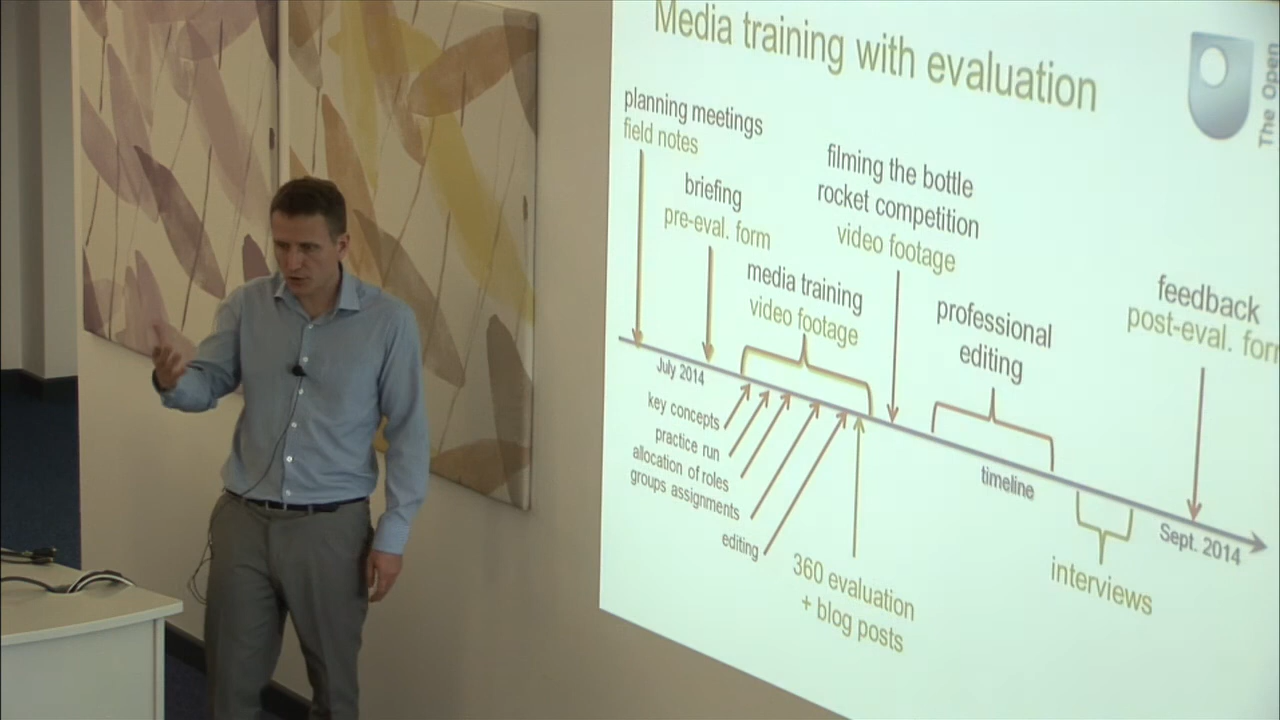 Media training with evaluation
The Open
planning meetings
field notes
briefing
pre-eval. form
media training
video footage
filming the bottle
rocket competition
video footage
professional
editing
feedback
post-eval. form
July 2014
key concepts
practice run
allocation of roles
groups assignments
editing
360 evaluation
+ blog posts
timeline
interviews
Sept. 2014